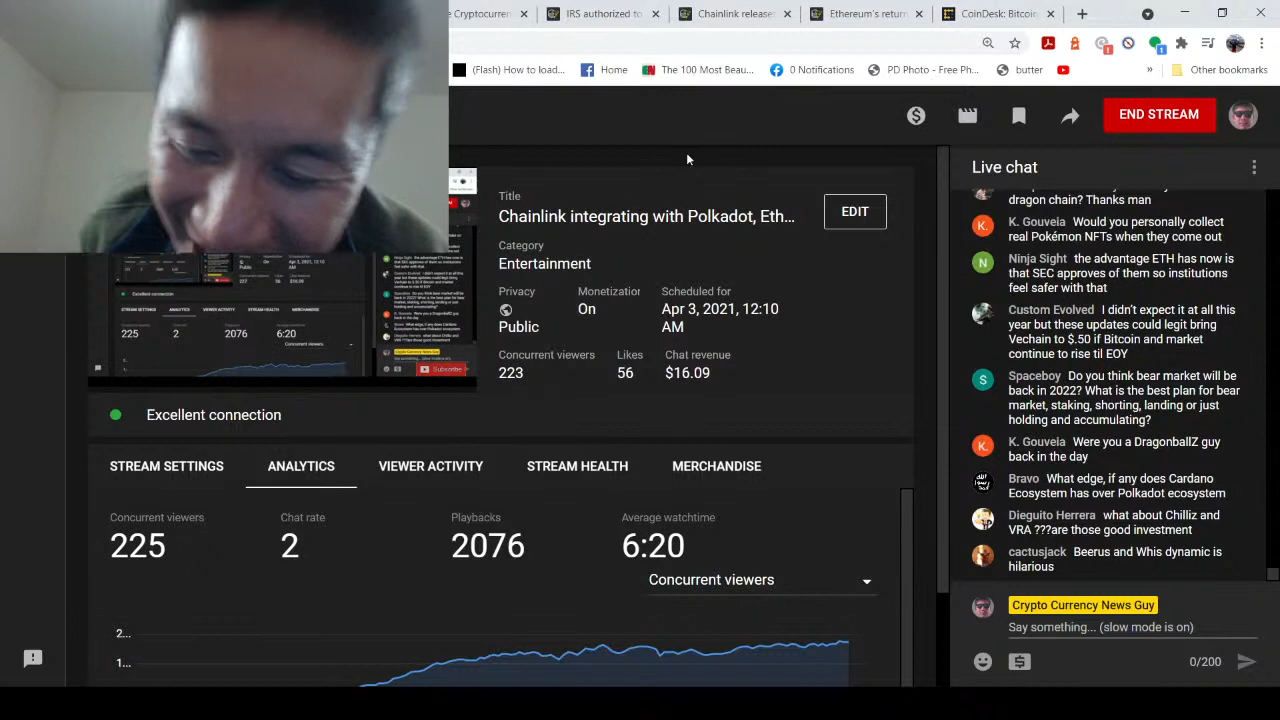 e Cryptocurren
IRS authorized to
Chainlink release
Ethereum's return
CoinDesk: Bitcoin
(Flash) How to load...
Home
The 100 Most Beau...
0 Notifications
PD Photo - Free Ph...
butter
»
Other bookmarks
END STREAM
Live chat
dragon chain? Thanks man
K. Gouveia Would you personally collect
real Pokémon NFTs when they come out
Ninja Sight the advantage ETH has now is
that SEC approves of them so institutions
feel safer with that
Custom Evolved I didn't expect it at all this
year but these updates could legit bring
Vechain to $.50 if Bitcoin and market
continue to rise til EOY
Spaceboy Do you think bear market will be
back in 2022? What is the best plan for bear
market, staking, shorting, landing or just
holding and accumulating?
K. Gouveia Were you a DragonballZ guy
back in the day
Bravo What edge, if any does Cardano
Ecosystem has over Polkadot ecosystem
Dieguito Herrera what about Chilliz and
VRA ???are those good investment
cactusjack Beerus and Whis dynamic is
hilarious
Crypto Currency News Guy
Say something... (slow mode is on)
0/200
Title
Chainlink integrating with Polkadot, Eth...
EDIT
Category
Entertainment
Privacy
Public
Monetization
On
Scheduled for
Apr 3, 2021, 12:10
AM
Concurrent viewers
223
Likes
56
Chat revenue
$16.09
Excellent connection
ANALYTICS
VIEWER ACTIVITY
STREAM HEALTH
MERCHANDISE
225
2
2076
6:20
Subscribe
Excellent connection
STREAM SETTINGS
ANALYTICS
VIEWER ACTIVITY
STREAM HEALTH
MERCHANDISE
Concurrent viewers
225
Chat rate
2
Playbacks
2076
Average watchtime
6:20
Concurrent viewers
2...
1...